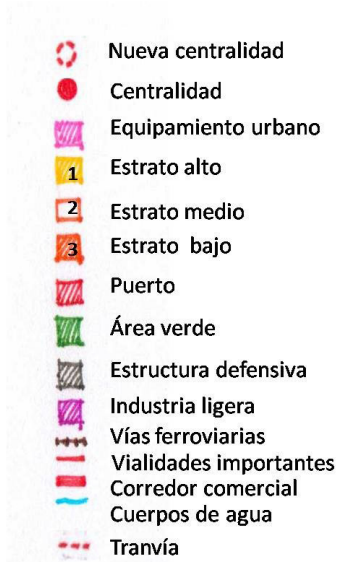 Nueva centralidad
Centralidad
Equipamiento urbano
1 Estrato alto
2 Estrato medio
3 Estrato bajo
Puerto
Área verde
Estructura defensiva
Industria ligera
Vías ferroviarias
Vialidades importantes
Corredor comercial
Cuerpos de agua
Tranvía